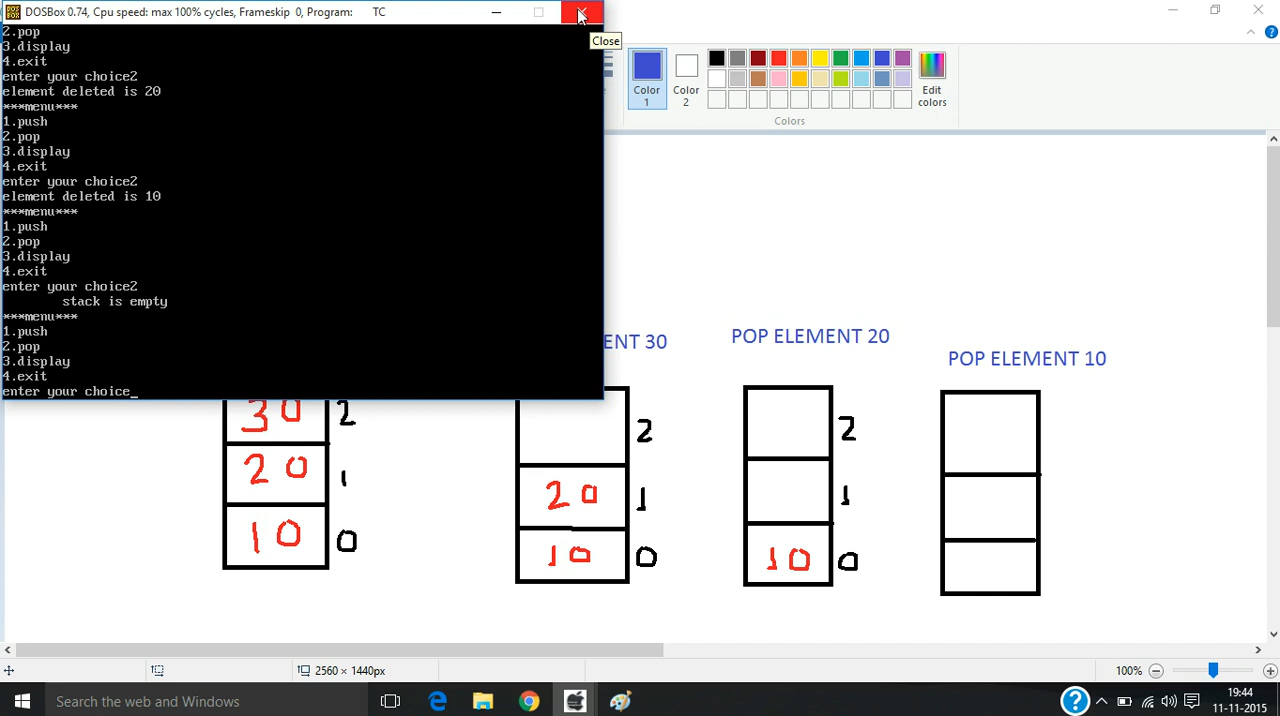 DOSBox 0.74, Cpu speed: max 100% cycles, Frameskip 0, Program: TC
Close
2.pop
3.display
4.exit
enter your choice2
element deleted is 20
***menu***
1.push
2.pop
3.display
4.exit
enter your choice2
element deleted is 10
***menu***
1.push
2.pop
3.display
4.exit
enter your choice2
stack is empty
***menu***
1.push
2.pop
3.display
4.exit
enter your choice_
Color 1
Color 2
Edit colors
Colors
ENT 30
POP ELEMENT 20
POP ELEMENT 10
30 2
20 1
10 0
2
20 1
10 0
2
1
10 0
2560 × 1440px
100%
Search the web and Windows
19:44
11-11-2015